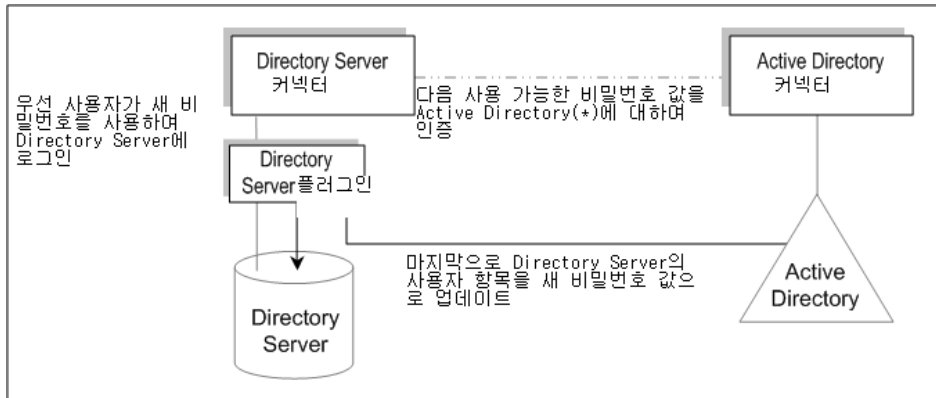 Directory Server
커넥터
Active Directory
커넥터
우선 사용자가 새 비
밀번호를 사용하여
Directory Server에
로그인
다음 사용 가능한 비밀번호 값을
Active Directory(*)에 대하여
인증
Directory
Server플러그인
마지막으로 Directory Server의
사용자 항목을 새 비밀번호 값으
로 업데이트
Directory
Server
Active
Directory